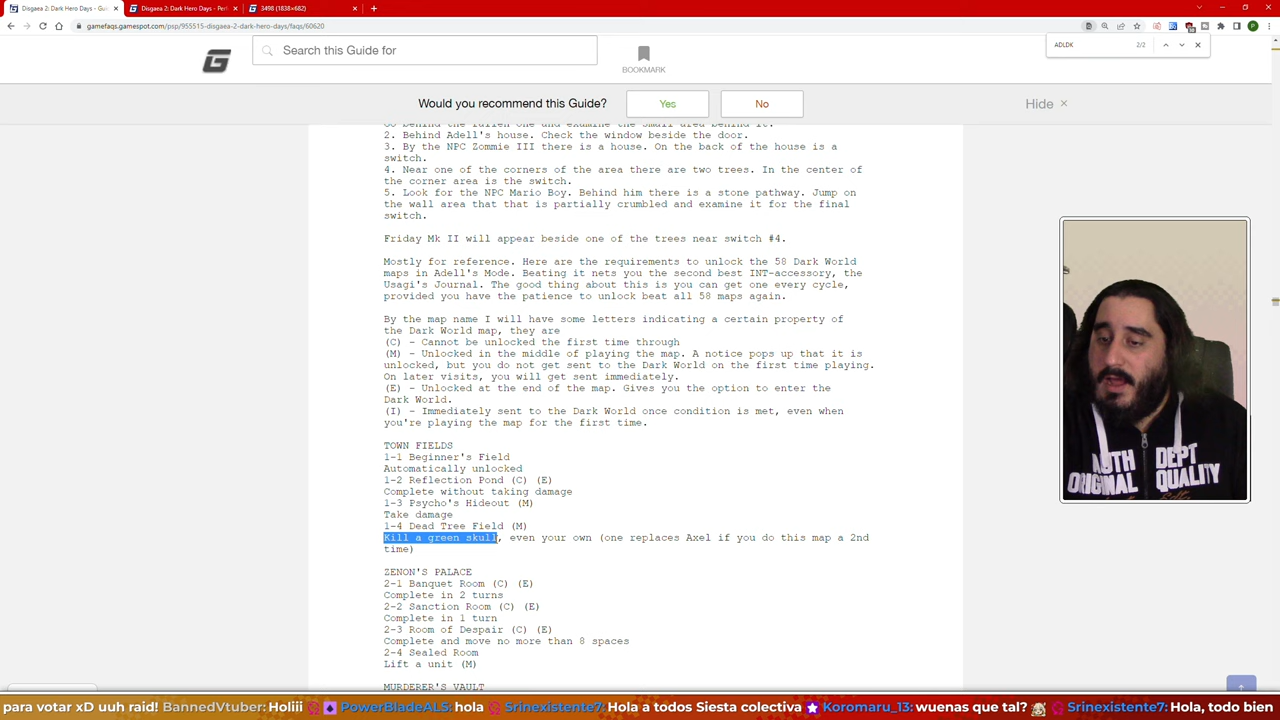 Disgaea 2: Dark Hero Days - Guide
Disgaea 2: Dark Hero Days - Per
3498 (1838×682)
gamefaqs.gamespot.com/psp/955515-disgaea-2-dark-hero-days/faqs/60620
ADLDK 2/2
Search this Guide for
BOOKMARK
Would you recommend this Guide? Yes No Hide ×
Go behind the Fallen One and examine the small area behind it.
2. Behind Adell's house. Check the window beside the door.
3. By the NPC Zommie III there is a house. On the back of the house is a
switch.
4. Near one of the corners of the area there are two trees. In the center of
the corner area is the switch.
5. Look for the NPC Mario Boy. Behind him there is a stone pathway. Jump on
the wall area that that is partially crumbled and examine it for the final
switch.
Friday Mk II will appear beside one of the trees near switch #4.
Mostly for reference. Here are the requirements to unlock the 58 Dark World
maps in Adell's Mode. Beating it nets you the second best INT-accessory, the
Usagi's Journal. The good thing about this is you can get one every cycle,
provided you have the patience to unlock beat all 58 maps again.
By the map name I will have some letters indicating a certain property of
the Dark World map, they are
(C) - Cannot be unlocked the first time through
(M) - Unlocked in the middle of playing the map. A notice pops up that it is
unlocked, but you do not get sent to the Dark World on the first time playing.
On later visits, you will get sent immediately.
(E) - Unlocked at the end of the map. Gives you the option to enter the
Dark World.
(I) - Immediately sent to the Dark World once condition is met, even when
you're playing the map for the first time.
TOWN FIELDS
1-1 Beginner's Field
Automatically unlocked
1-2 Reflection Pond (C) (E)
Complete without taking damage
1-3 Psycho's Hideout (M)
Take damage
1-4 Dead Tree Field (M)
Kill a green skull, even your own (one replaces Axel if you do this map a 2nd
time)
ZENON'S PALACE
2-1 Banquet Room (C) (E)
Complete in 2 turns
2-2 Sanction Room (C) (E)
Complete in 1 turn
2-3 Room of Despair (C) (E)
Complete and move no more than 8 spaces
2-4 Sealed Room
Lift a unit (M)
MURDERER'S VAULT
AUTH DEPT
ORIGINAL QUALITY
para votar xD uuh raid! BannedVtuber: Holiii PowerBladeALS: hola Srinexistente7: Hola a todos Siesta colectiva Koromaru_13: wuenas que tal? Srinexistente7: Hola, todo bien